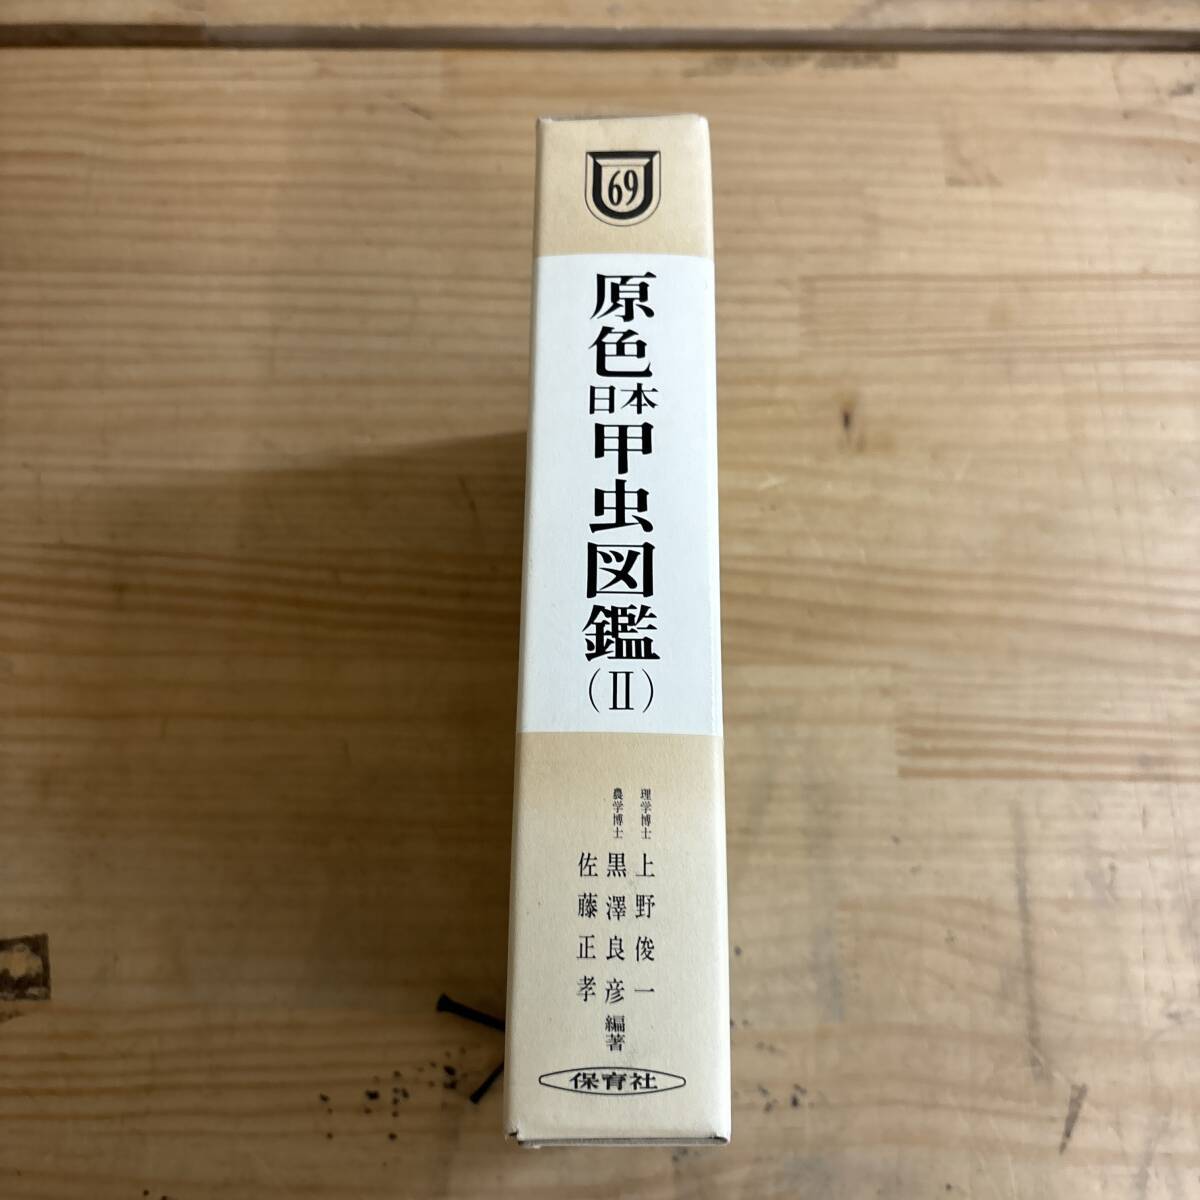 69
原色日本甲虫図鑑(II)
理学博士 上野俊一
農学博士 黒澤良彦 編著
佐藤正孝
保育社